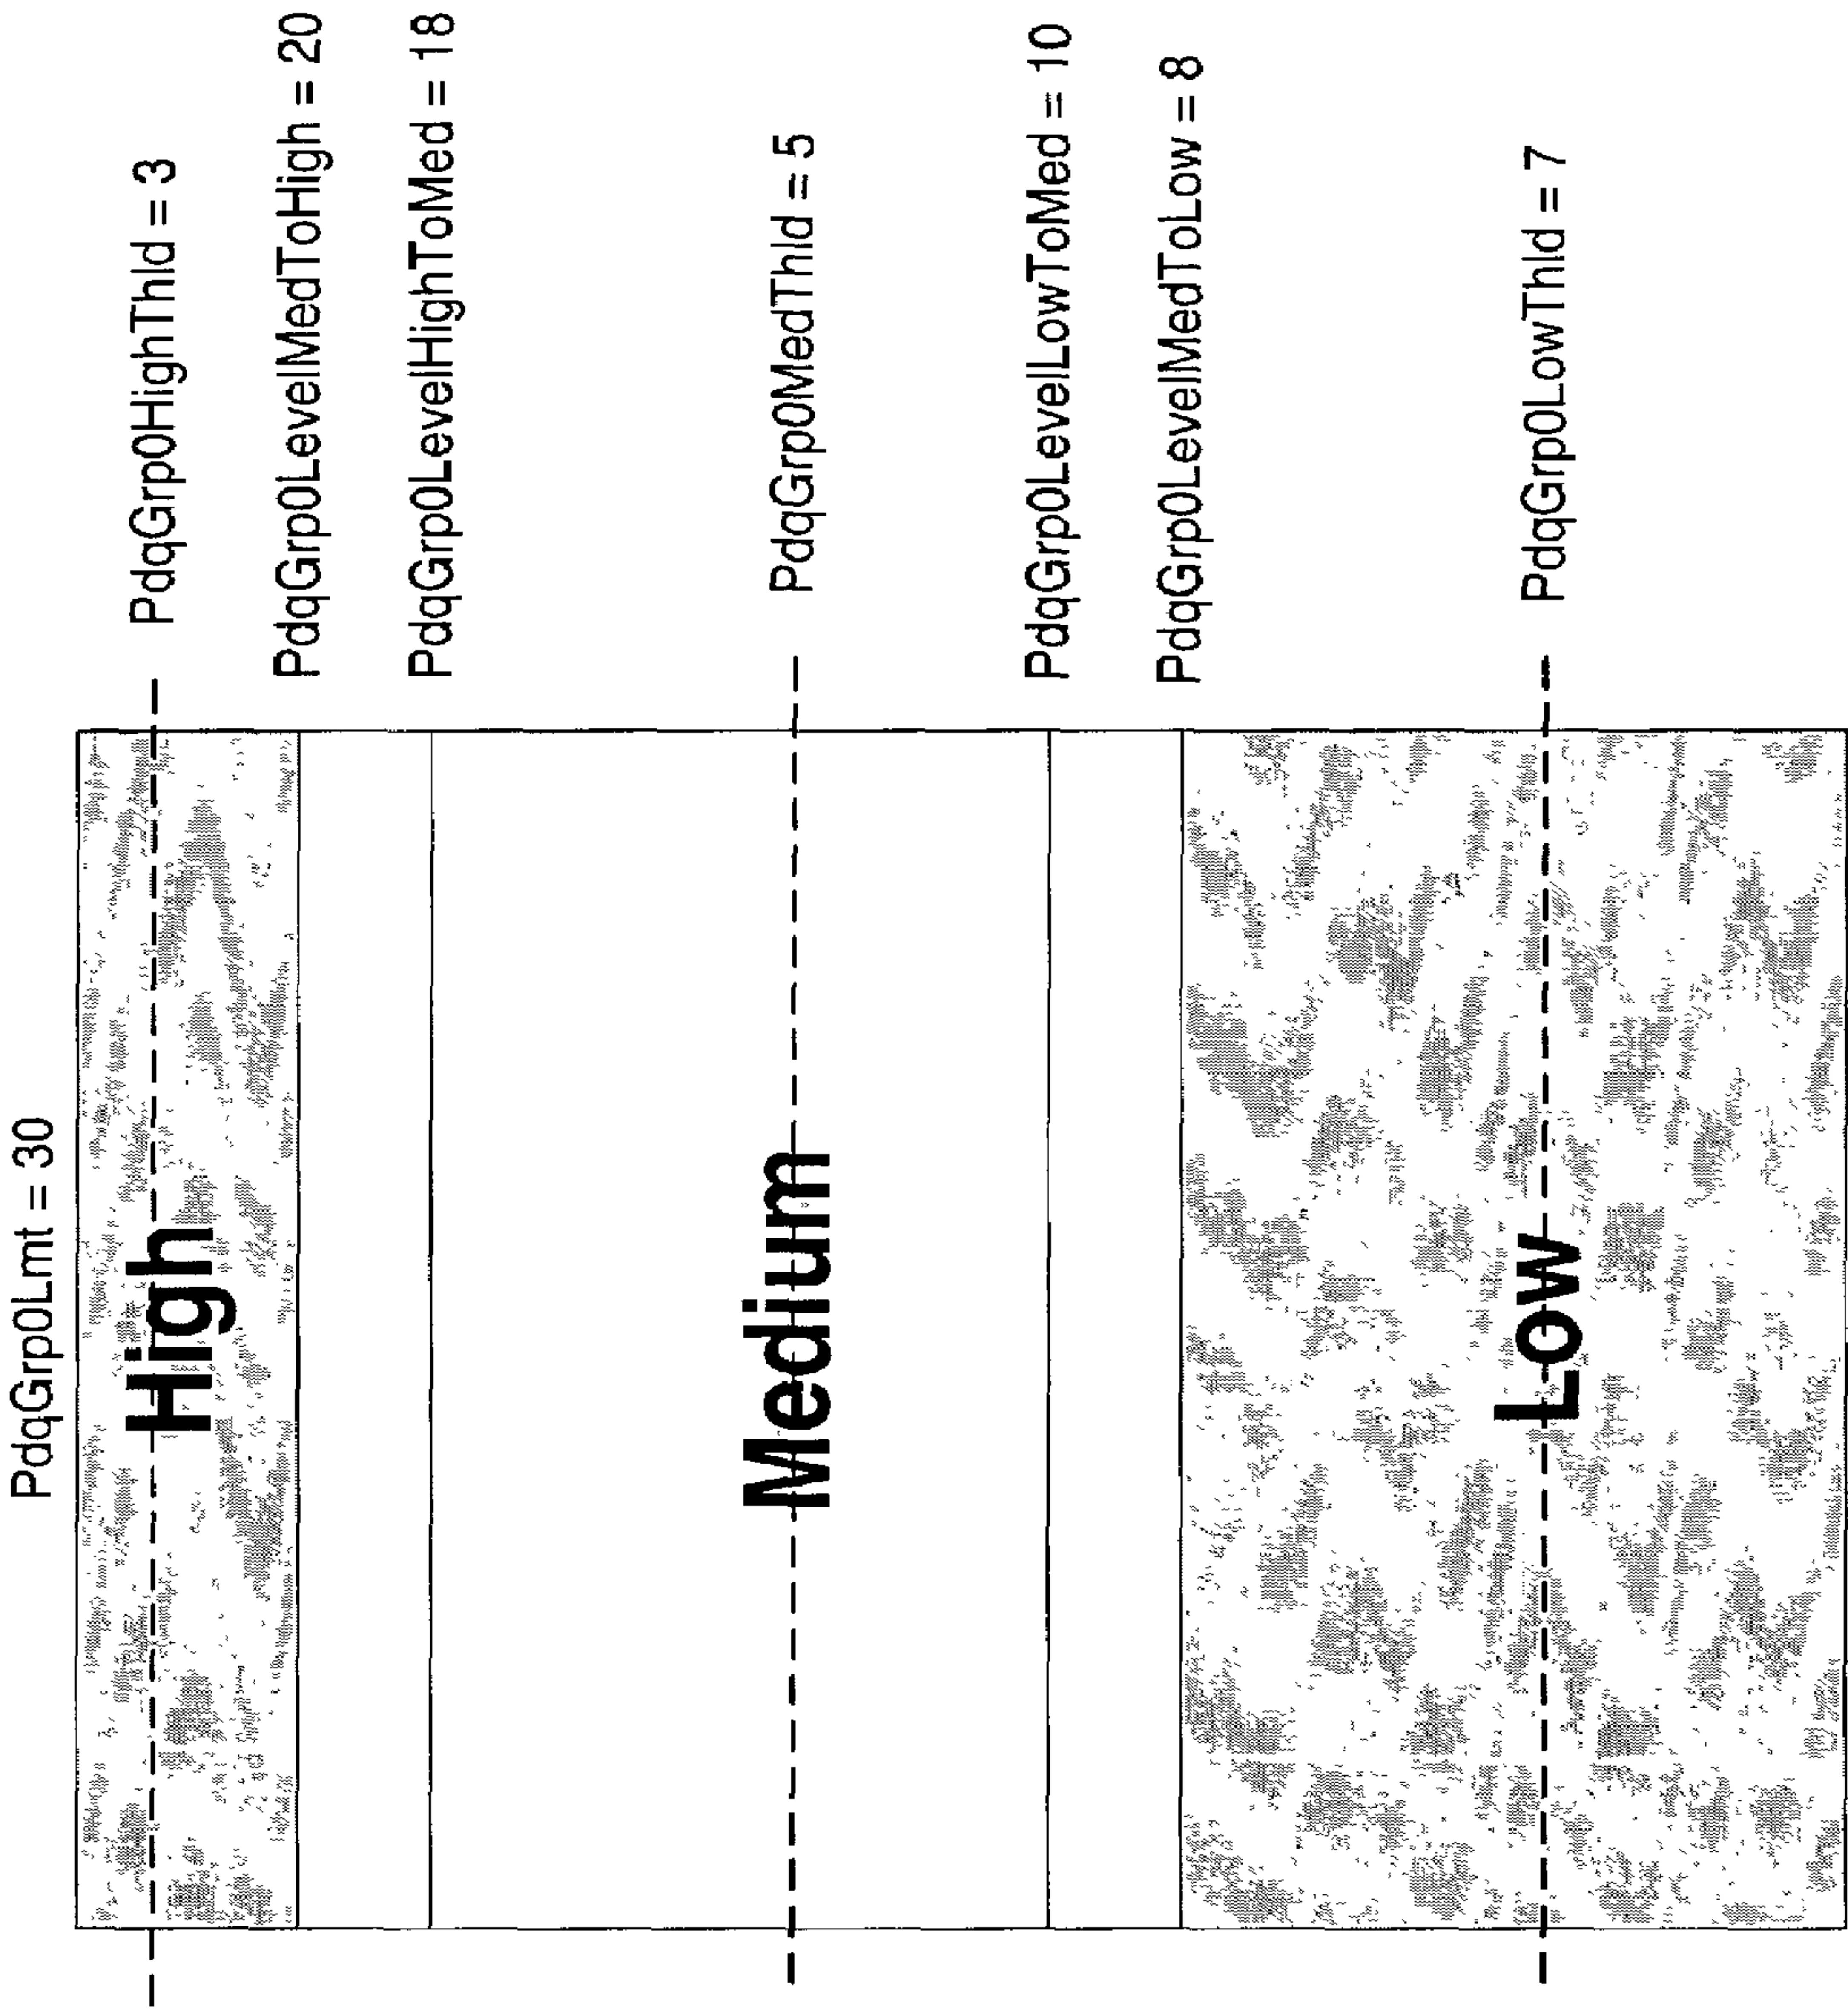 PdqGrp0Lmt = 30
High
PdqGrp0HighThld = 3
PdqGrp0LevelMedToHigh = 20
PdqGrp0LevelHighToMed = 18
Medium
PdqGrp0MedThld = 5
PdqGrp0LevelLowToMed = 10
PdqGrp0LevelMedToLow = 8
Low
PdqGrp0LowThld = 7